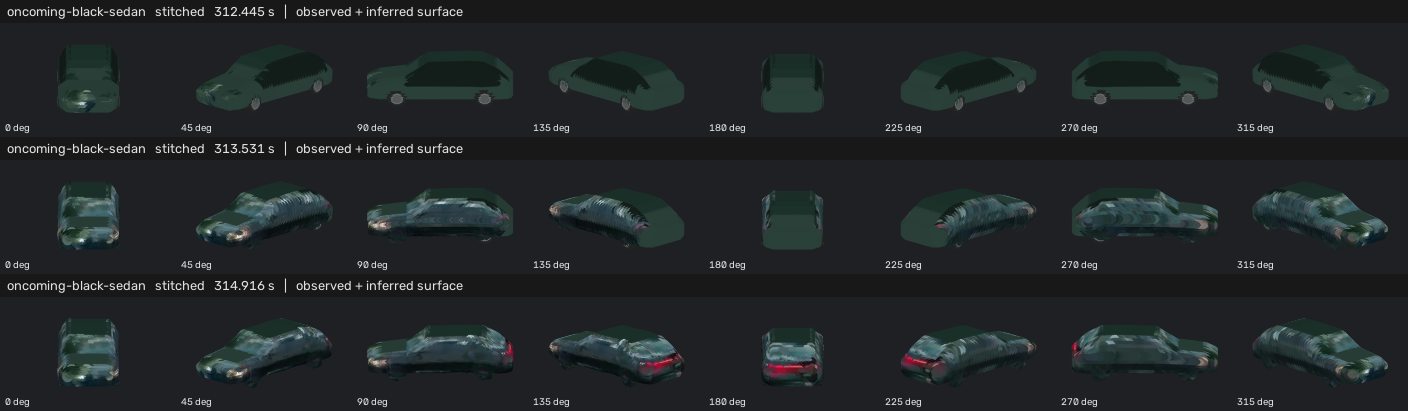 oncoming-black-sedan stitched 312.445 s | observed + inferred surface
0 deg 45 deg 90 deg 135 deg 180 deg 225 deg 270 deg 315 deg
oncoming-black-sedan stitched 313.531 s | observed + inferred surface
0 deg 45 deg 90 deg 135 deg 180 deg 225 deg 270 deg 315 deg
oncoming-black-sedan stitched 314.916 s | observed + inferred surface
0 deg 45 deg 90 deg 135 deg 180 deg 225 deg 270 deg 315 deg